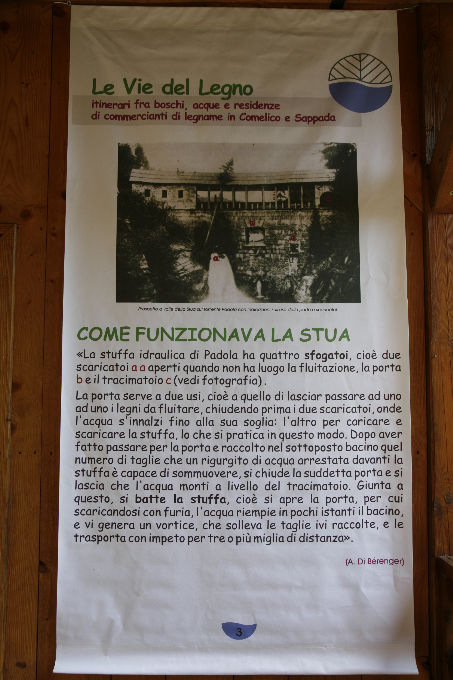 Le Vie del Legno
itinerari fra boschi, acque e residenze
di commercianti di legname in Comelico e Sappada
COME FUNZIONAVA LA STUA
«La stuffa idraulica di Padola ha quattro sfogatoi, cioè due
scaricatoi a a aperti quando non ha luogo la fluitazione, la porta
b e il tracimatoio c (vedi fotografia).
La porta serve a due usi, cioè a quello di lasciar passare ad uno
ad uno i legni da fluitare, chiudendo prima i due scaricatoi, onde
l'acqua s'innalzi fino alla sua soglia: l'altro per caricare e
scaricare la stuffa, lo che si pratica in questo modo. Dopo aver
fatto passare per la porta e raccolto nel sottoposto bacino quel
numero di taglie che un rigurgito di acqua arrestata davanti la
stuffa è capace di sommuovere, si chiude la suddetta porta e si
lascia che l'acqua monti a livello del tracimatoio. Giunta a
questo, si batte la stuffa, cioè si apre la porta, per cui
scaricandosi con furia, l'acqua riempie in pochi istanti il bacino,
e vi genera un vortice, che solleva le taglie ivi raccolte, e le
trasporta con impeto per tre o più miglia di distanza».
(A. Di Bérenger)
3